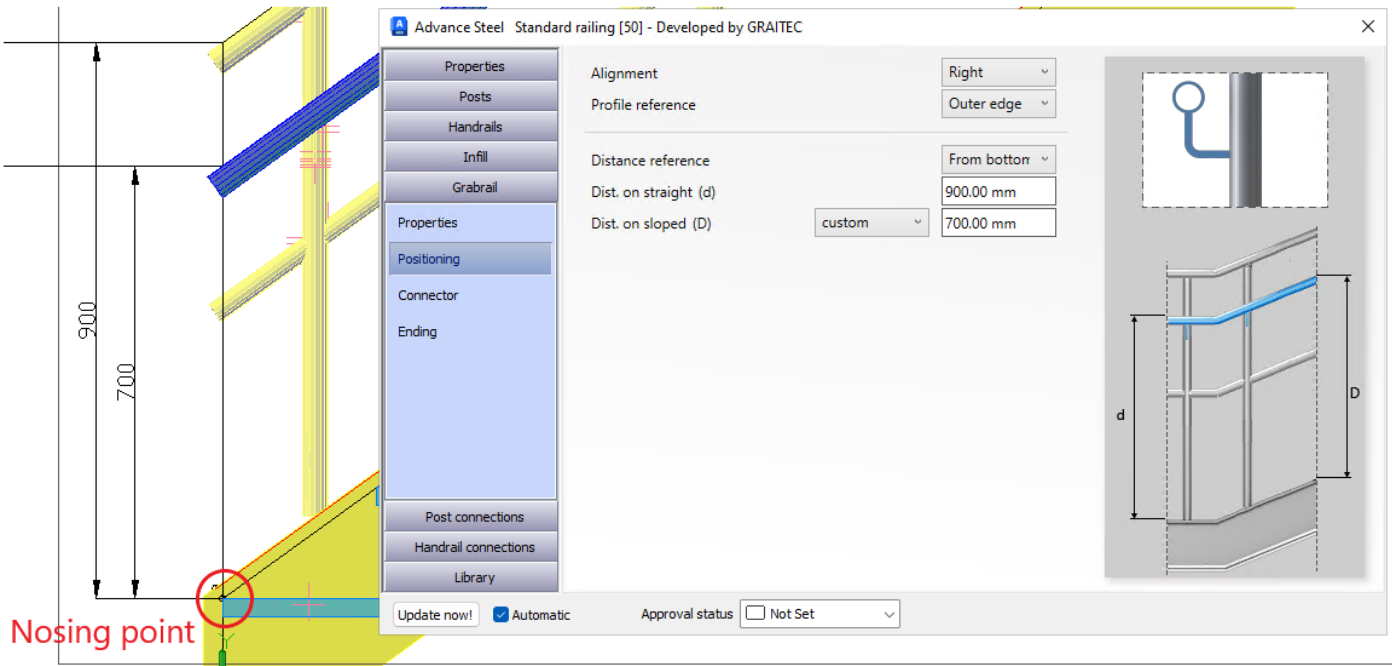 Advance Steel Standard railing [50] - Developed by GRAITEC
Properties
Posts
Handrails
Infill
Grabrail
Properties
Positioning
Connector
Ending
Post connections
Handrail connections
Library
Alignment Right
Profile reference Outer edge
Distance reference From bottom
Dist. on straight (d) 900.00 mm
Dist. on sloped (D) custom 700.00 mm
d
D
Update now! Automatic Approval status Not Set
900
700
Nosing point
Y